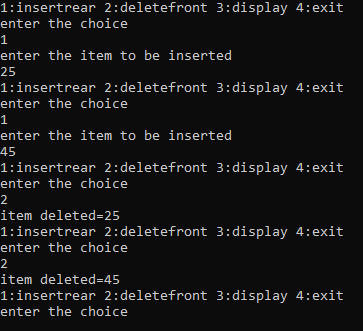 1:insertrear 2:deletefront 3:display 4:exit
enter the choice
1
enter the item to be inserted
25
1:insertrear 2:deletefront 3:display 4:exit
enter the choice
1
enter the item to be inserted
45
1:insertrear 2:deletefront 3:display 4:exit
enter the choice
2
item deleted=25
1:insertrear 2:deletefront 3:display 4:exit
enter the choice
2
item deleted=45
1:insertrear 2:deletefront 3:display 4:exit
enter the choice